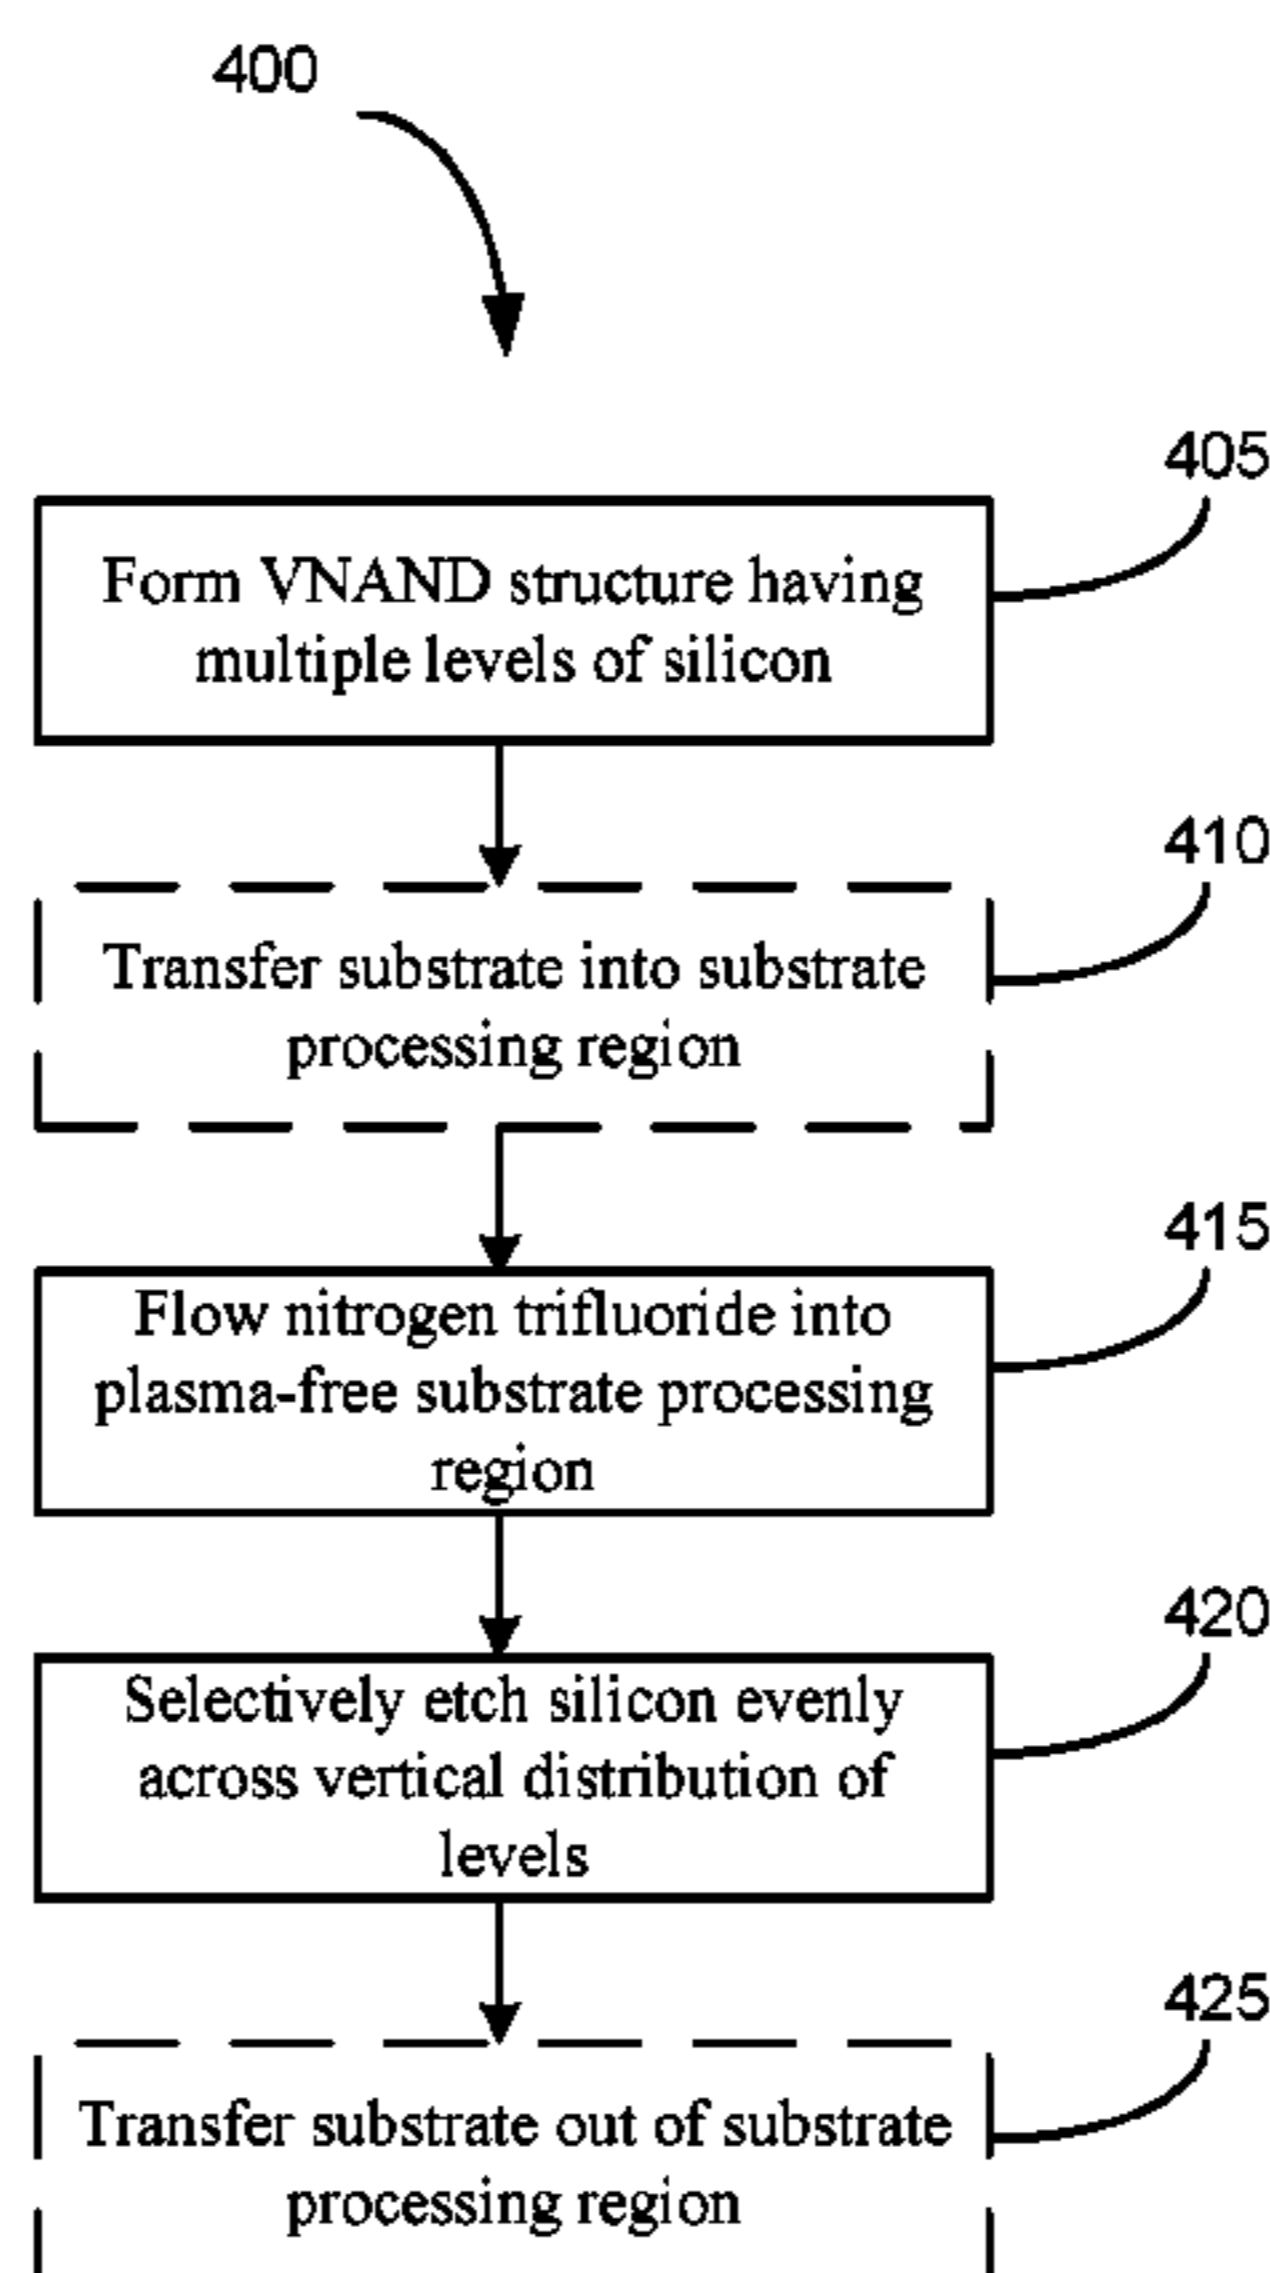 400
405
Form VNAND structure having
multiple levels of silicon
410
Transfer substrate into substrate
processing region
415
Flow nitrogen trifluoride into
plasma-free substrate processing
region
420
Selectively etch silicon evenly
across vertical distribution of
levels
425
Transfer substrate out of substrate
processing region